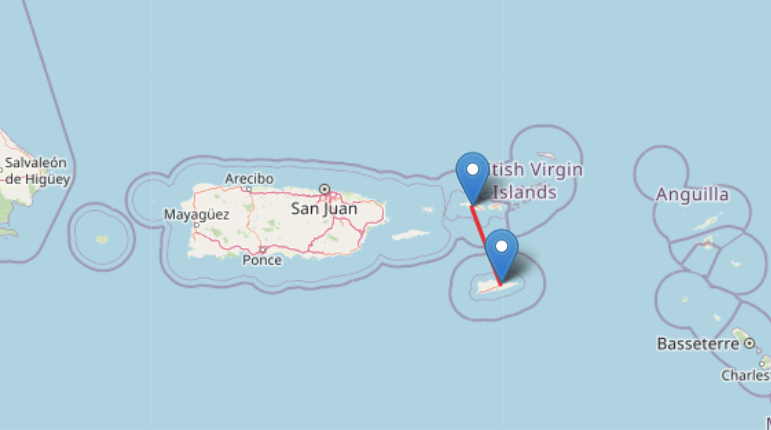 Salvaleón
de Higüey
Arecibo
San Juan
Mayagüez
Ponce
tish Virgin
Islands
Anguilla
Basseterre
Charles